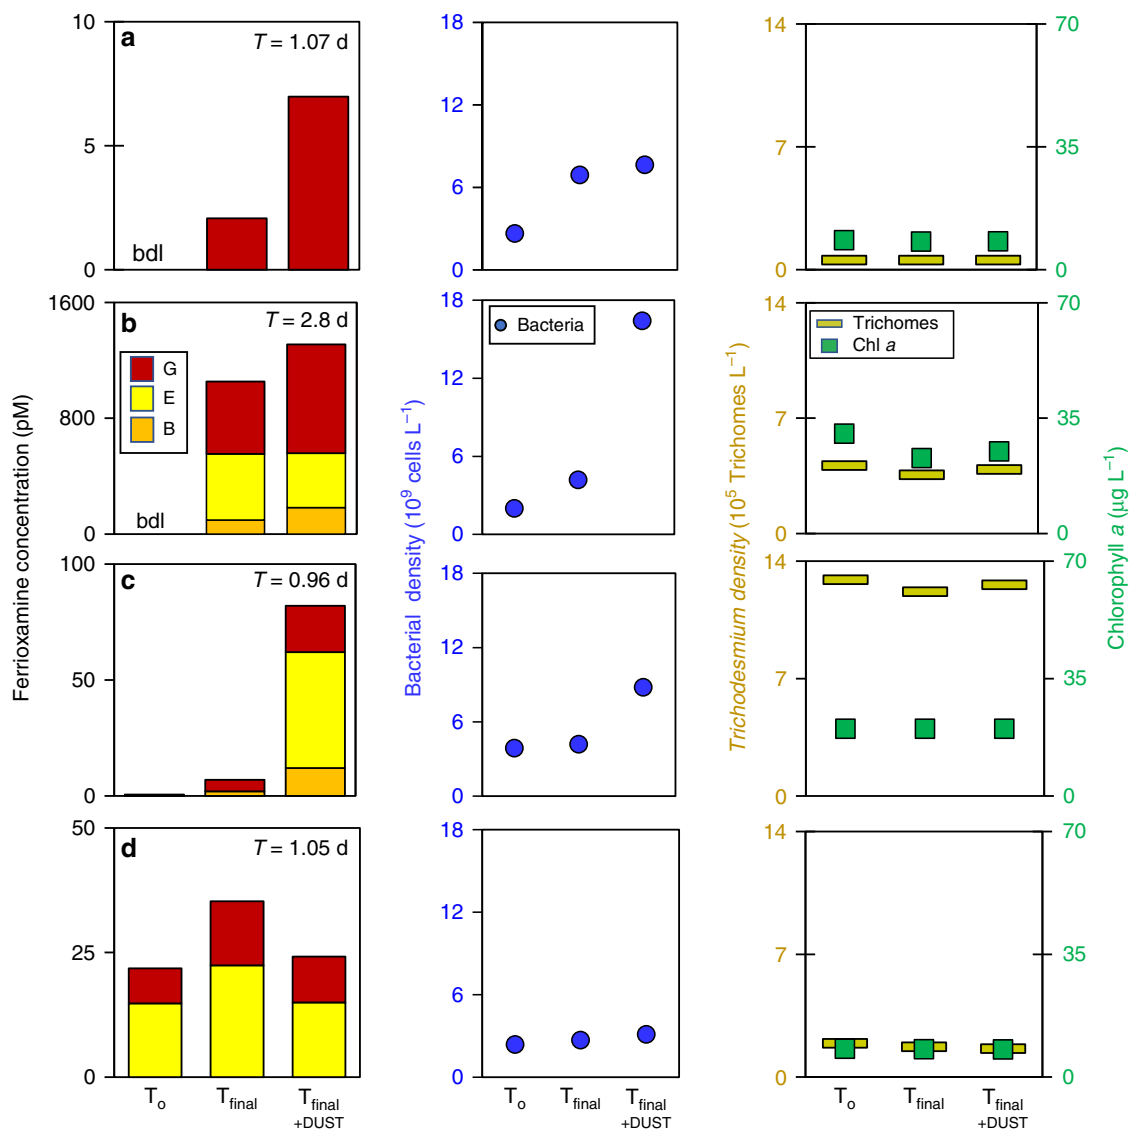 Ferrioxamine concentration (pM)
Bacterial density (10⁹ cells L⁻¹)
Trichodesmium density (10⁵ Trichomes L⁻¹)
Chlorophyll a (µg L⁻¹)
a
T = 1.07 d
10
5
0
bdl
18
12
6
0
14
7
0
70
35
0
b
T = 2.8 d
G
E
B
1600
800
0
bdl
18
12
6
0
Bacteria
14
7
0
Trichomes
Chl a
70
35
0
c
T = 0.96 d
100
50
0
18
12
6
0
14
7
0
70
35
0
d
T = 1.05 d
50
25
0
18
12
6
0
14
7
0
70
35
0
To
Tfinal
Tfinal
+DUST
To
Tfinal
Tfinal
+DUST
To
Tfinal
Tfinal
+DUST